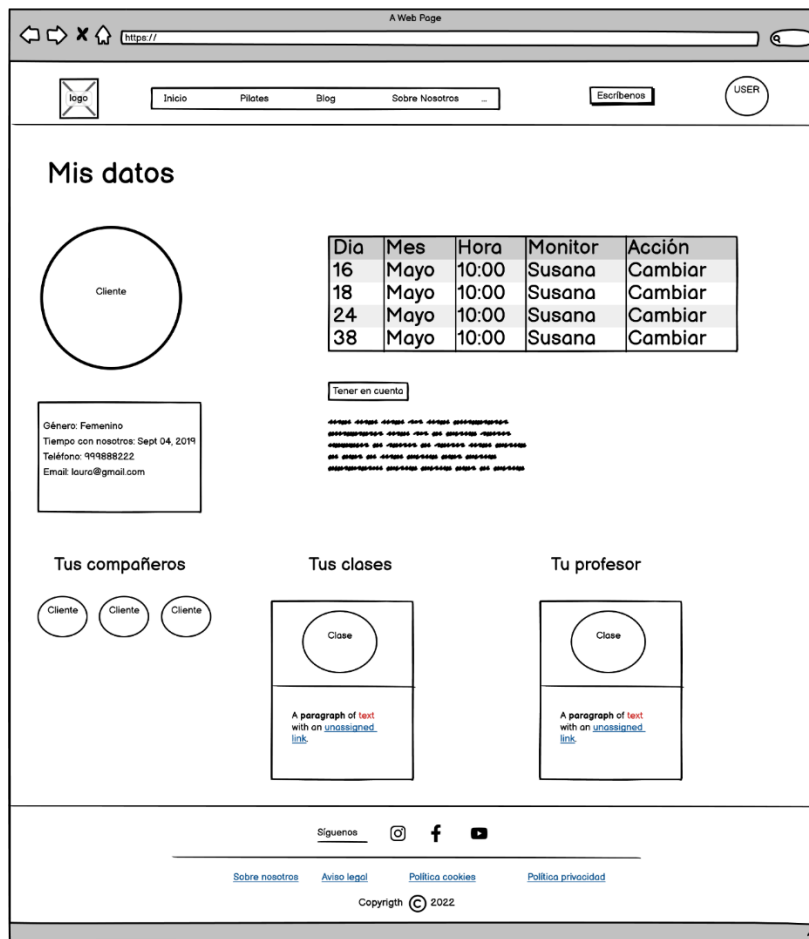 A Web Page
https://
logo
Inicio Pilates Blog Sobre Nosotros ...
Escríbenos
USER
Mis datos
Cliente
Dia Mes Hora Monitor Acción
16 Mayo 10:00 Susana Cambiar
18 Mayo 10:00 Susana Cambiar
24 Mayo 10:00 Susana Cambiar
38 Mayo 10:00 Susana Cambiar
Tener en cuenta
Género: Femenino
Tiempo con nosotros: Sept 04, 2019
Teléfono: 999888222
Email: laura@gmail.com
Tus compañeros
Cliente Cliente Cliente
Tus clases
Clase
A paragraph of text
with an unassigned
link.
Tu profesor
Clase
A paragraph of text
with an unassigned
link.
Síguenos
Sobre nosotros Aviso legal Política cookies Política privacidad
Copyrigth © 2022